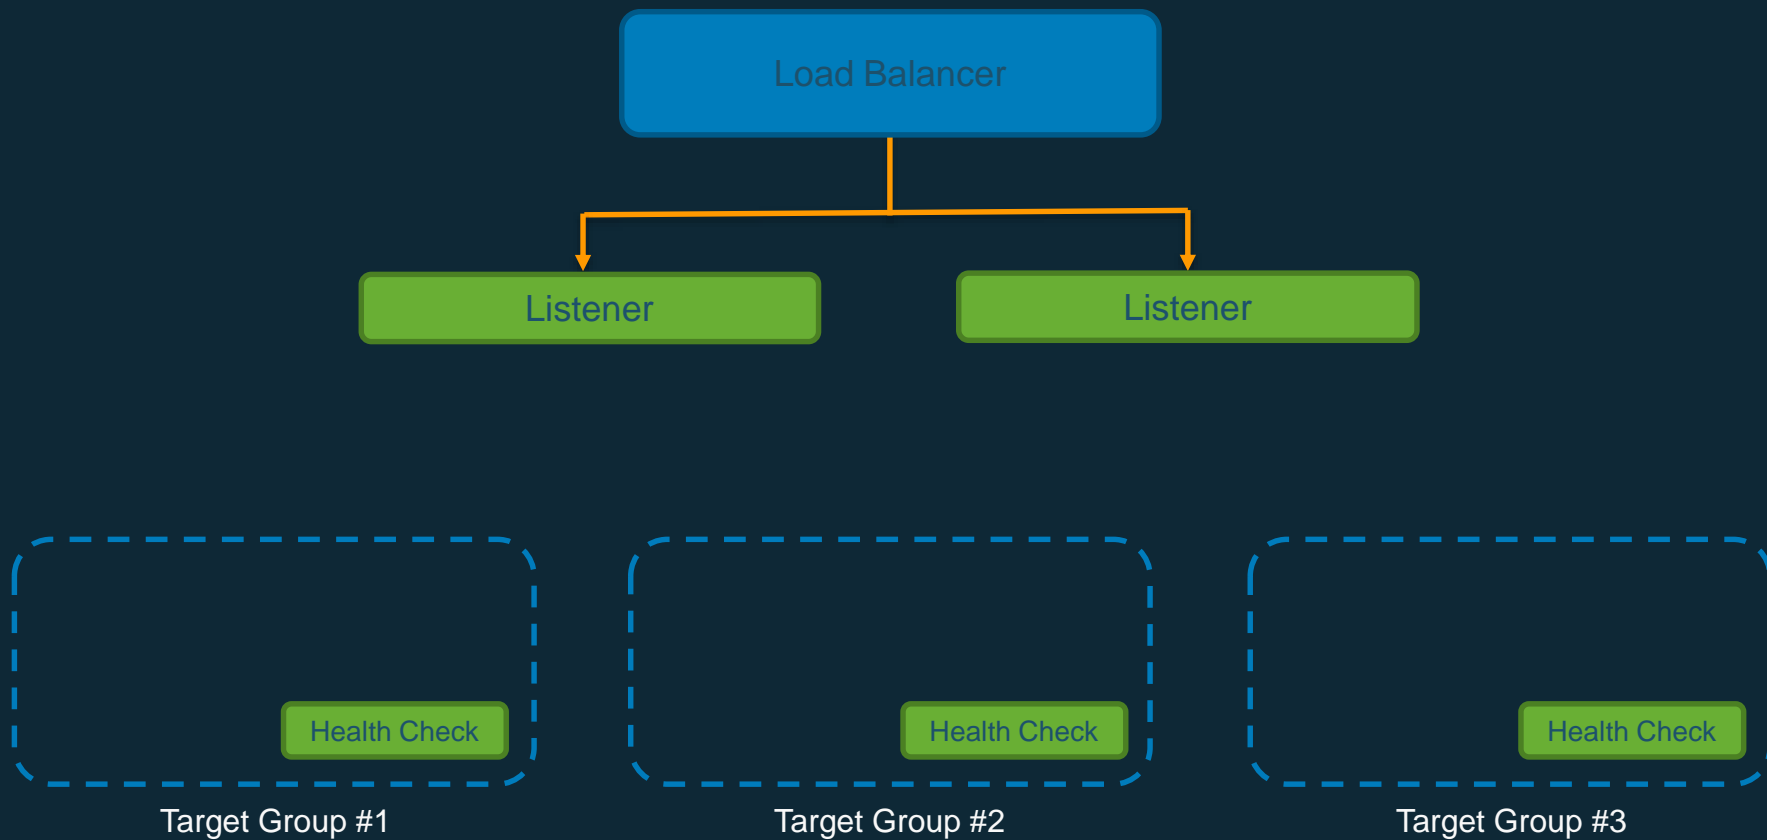 Load Balancer
Listener
Listener
Health Check
Health Check
Health Check
Target Group #1
Target Group #2
Target Group #3